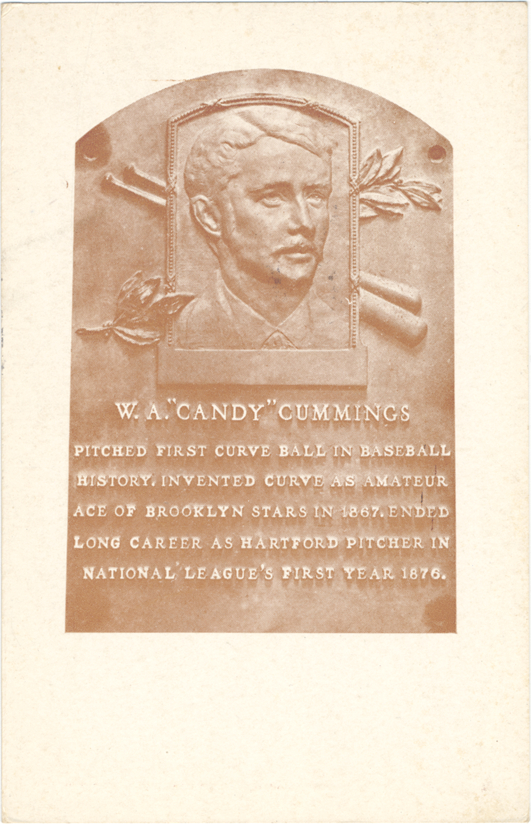 W. A. "CANDY" CUMMINGS
PITCHED FIRST CURVE BALL IN BASEBALL
HISTORY. INVENTED CURVE AS AMATEUR
ACE OF BROOKLYN STARS IN 1867. ENDED
LONG CAREER AS HARTFORD PITCHER IN
NATIONAL LEAGUE'S FIRST YEAR 1876.